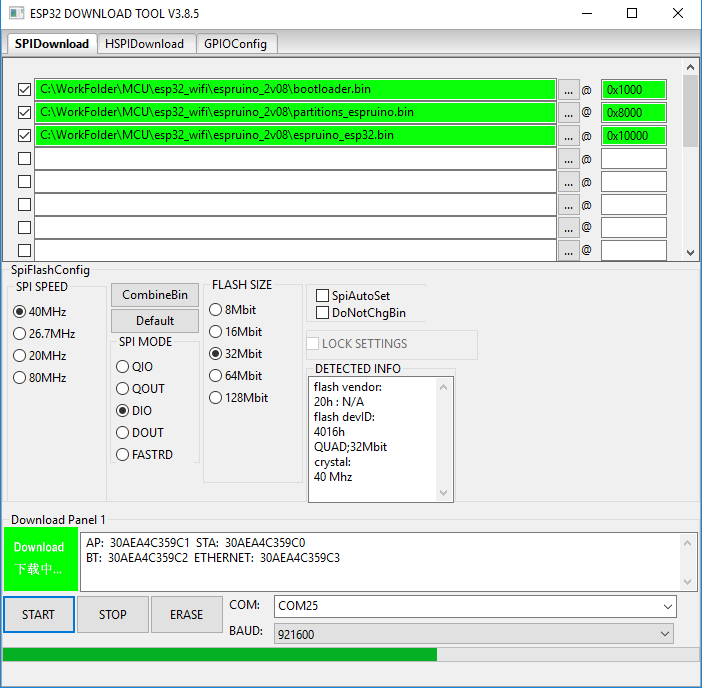 ESP32 DOWNLOAD TOOL V3.8.5
SPIDownload HSPIDownload GPIOConfig
C:\WorkFolder\MCU\esp32_wifi\espruino_2v08\bootloader.bin ... @ 0x1000
C:\WorkFolder\MCU\esp32_wifi\espruino_2v08\partitions_espruino.bin ... @ 0x8000
C:\WorkFolder\MCU\esp32_wifi\espruino_2v08\espruino_esp32.bin ... @ 0x10000
... @
... @
... @
... @
... @
SpiFlashConfig
SPI SPEED
40MHz
26.7MHz
20MHz
80MHz
CombineBin
Default
SPI MODE
QIO
QOUT
DIO
DOUT
FASTRD
FLASH SIZE
8Mbit
16Mbit
32Mbit
64Mbit
128Mbit
SpiAutoSet
DoNotChgBin
LOCK SETTINGS
DETECTED INFO
flash vendor:
20h : N/A
flash devID:
4016h
QUAD;32Mbit
crystal:
40 Mhz
Download Panel 1
Download
下载中...
AP: 30AEA4C359C1 STA: 30AEA4C359C0
BT: 30AEA4C359C2 ETHERNET: 30AEA4C359C3
START STOP ERASE
COM: COM25
BAUD: 921600